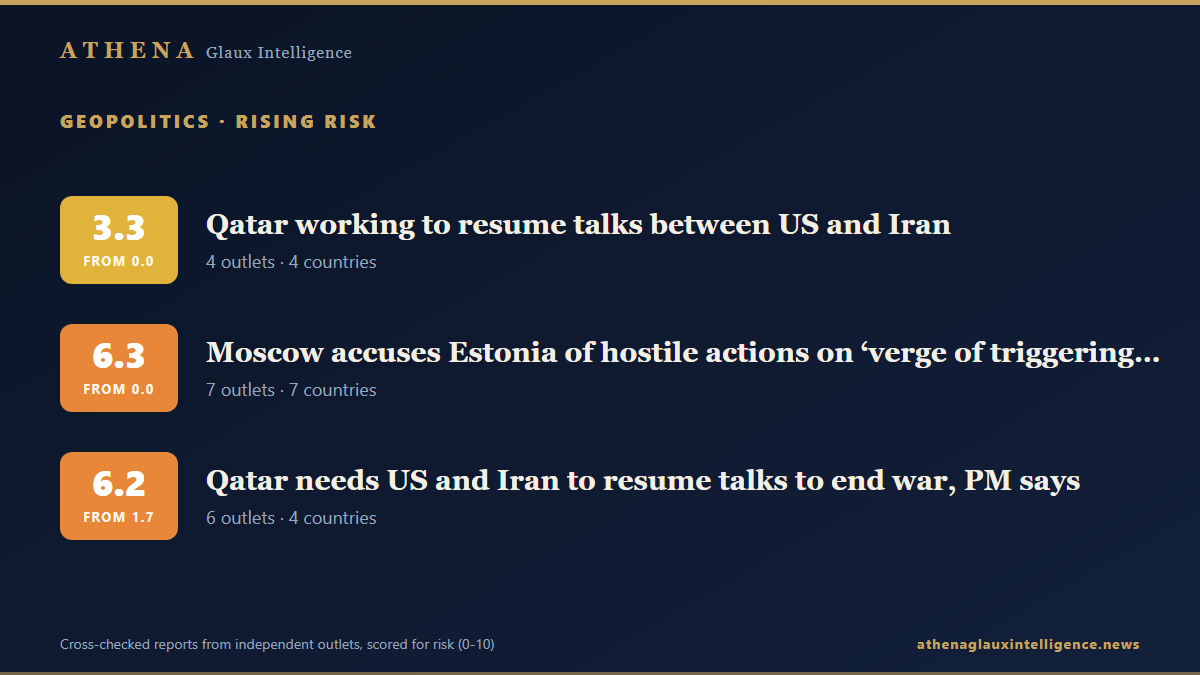 ATHENA Glaux Intelligence
GEOPOLITICS · RISING RISK
3.3
FROM 0.0
Qatar working to resume talks between US and Iran
4 outlets · 4 countries
6.3
FROM 0.0
Moscow accuses Estonia of hostile actions on ‘verge of triggering...
7 outlets · 7 countries
6.2
FROM 1.7
Qatar needs US and Iran to resume talks to end war, PM says
6 outlets · 4 countries
Cross-checked reports from independent outlets, scored for risk (0-10)
athenaglauxintelligence.news